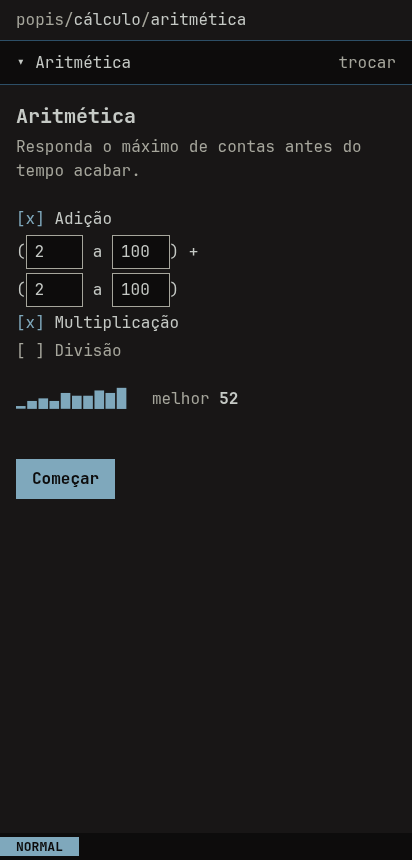 popis/cálculo/aritmética
▾ Aritmética trocar
Aritmética
Responda o máximo de contas antes do
tempo acabar.
[x] Adição
(2 a 100) +
(2 a 100)
[x] Multiplicação
[ ] Divisão
melhor 52
Começar
NORMAL